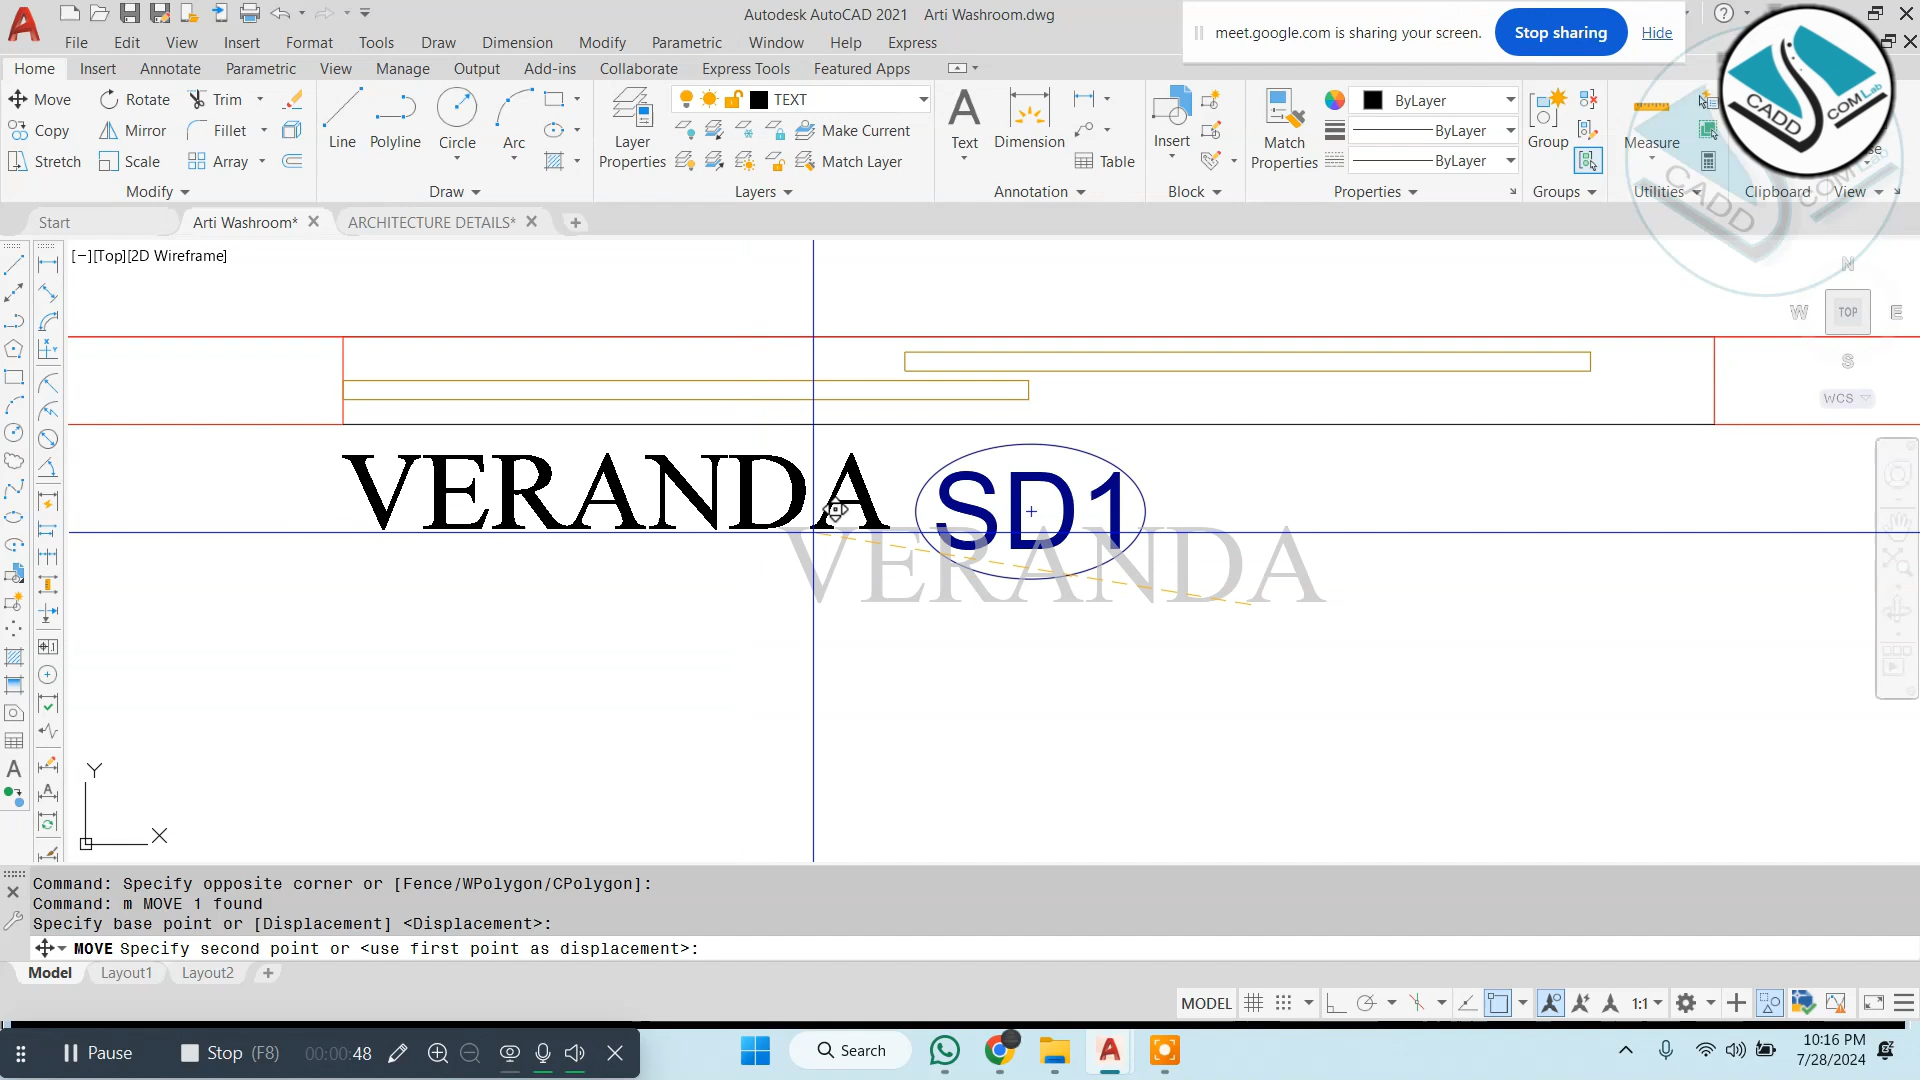 Autodesk AutoCAD 2021 Arti Washroom.dwg
meet.google.com is sharing your screen. Stop sharing Hide
File Edit View Insert Format Tools Draw Dimension Modify Parametric Window Help Express
Home Insert Annotate Parametric View Manage Output Add-ins Collaborate Express Tools Featured Apps
Move Rotate Trim
Copy Mirror Fillet
Stretch Scale Array
Line Polyline Circle Arc
Layer Properties
TEXT
Make Current
Match Layer
Text Dimension Table
Insert
Match Properties
ByLayer
ByLayer
ByLayer
Group
Measure
Modify Draw Layers Annotation Block Properties Groups Utilities Clipboard View
CADD
COM Lab
CADD
Start Arti Washroom* ARCHITECTURE DETAILS*
[−][Top][2D Wireframe]
N
W TOP E
S
WCS
VERANDA SD1
VERANDA
Y
X
Command: Specify opposite corner or [Fence/WPolygon/CPolygon]:
Command: m MOVE 1 found
Specify base point or [Displacement] <Displacement>:
MOVE Specify second point or <use first point as displacement>:
Model Layout1 Layout2 +
MODEL 1:1
Pause Stop (F8) 00:00:48
Search
10:16 PM
7/28/2024